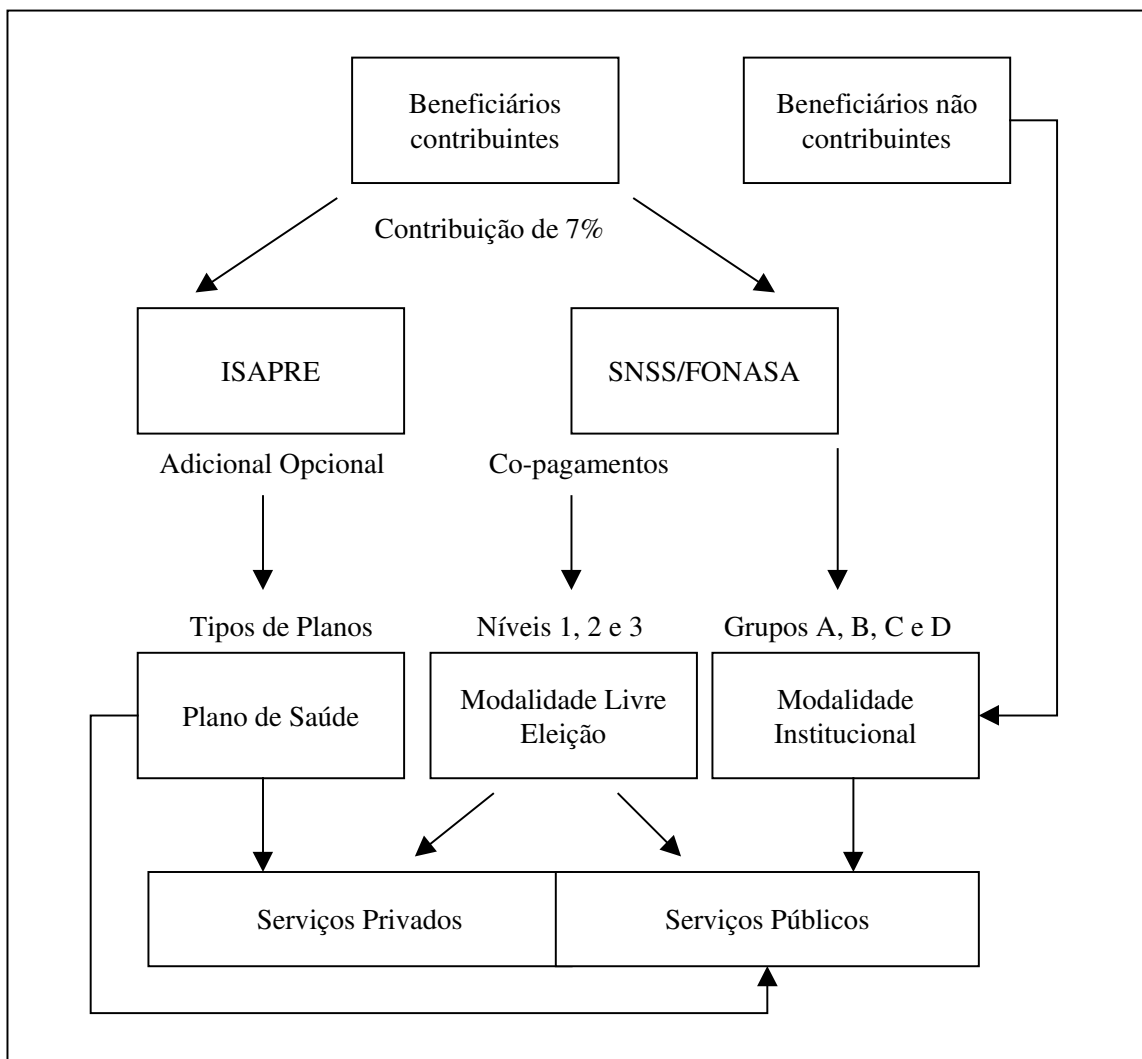 Beneficiários
contribuintes
Beneficiários não
contribuintes
Contribuição de 7%
ISAPRE
SNSS/FONASA
Adicional Opcional
Co-pagamentos
Tipos de Planos
Níveis 1, 2 e 3
Grupos A, B, C e D
Plano de Saúde
Modalidade Livre
Eleição
Modalidade
Institucional
Serviços Privados
Serviços Públicos